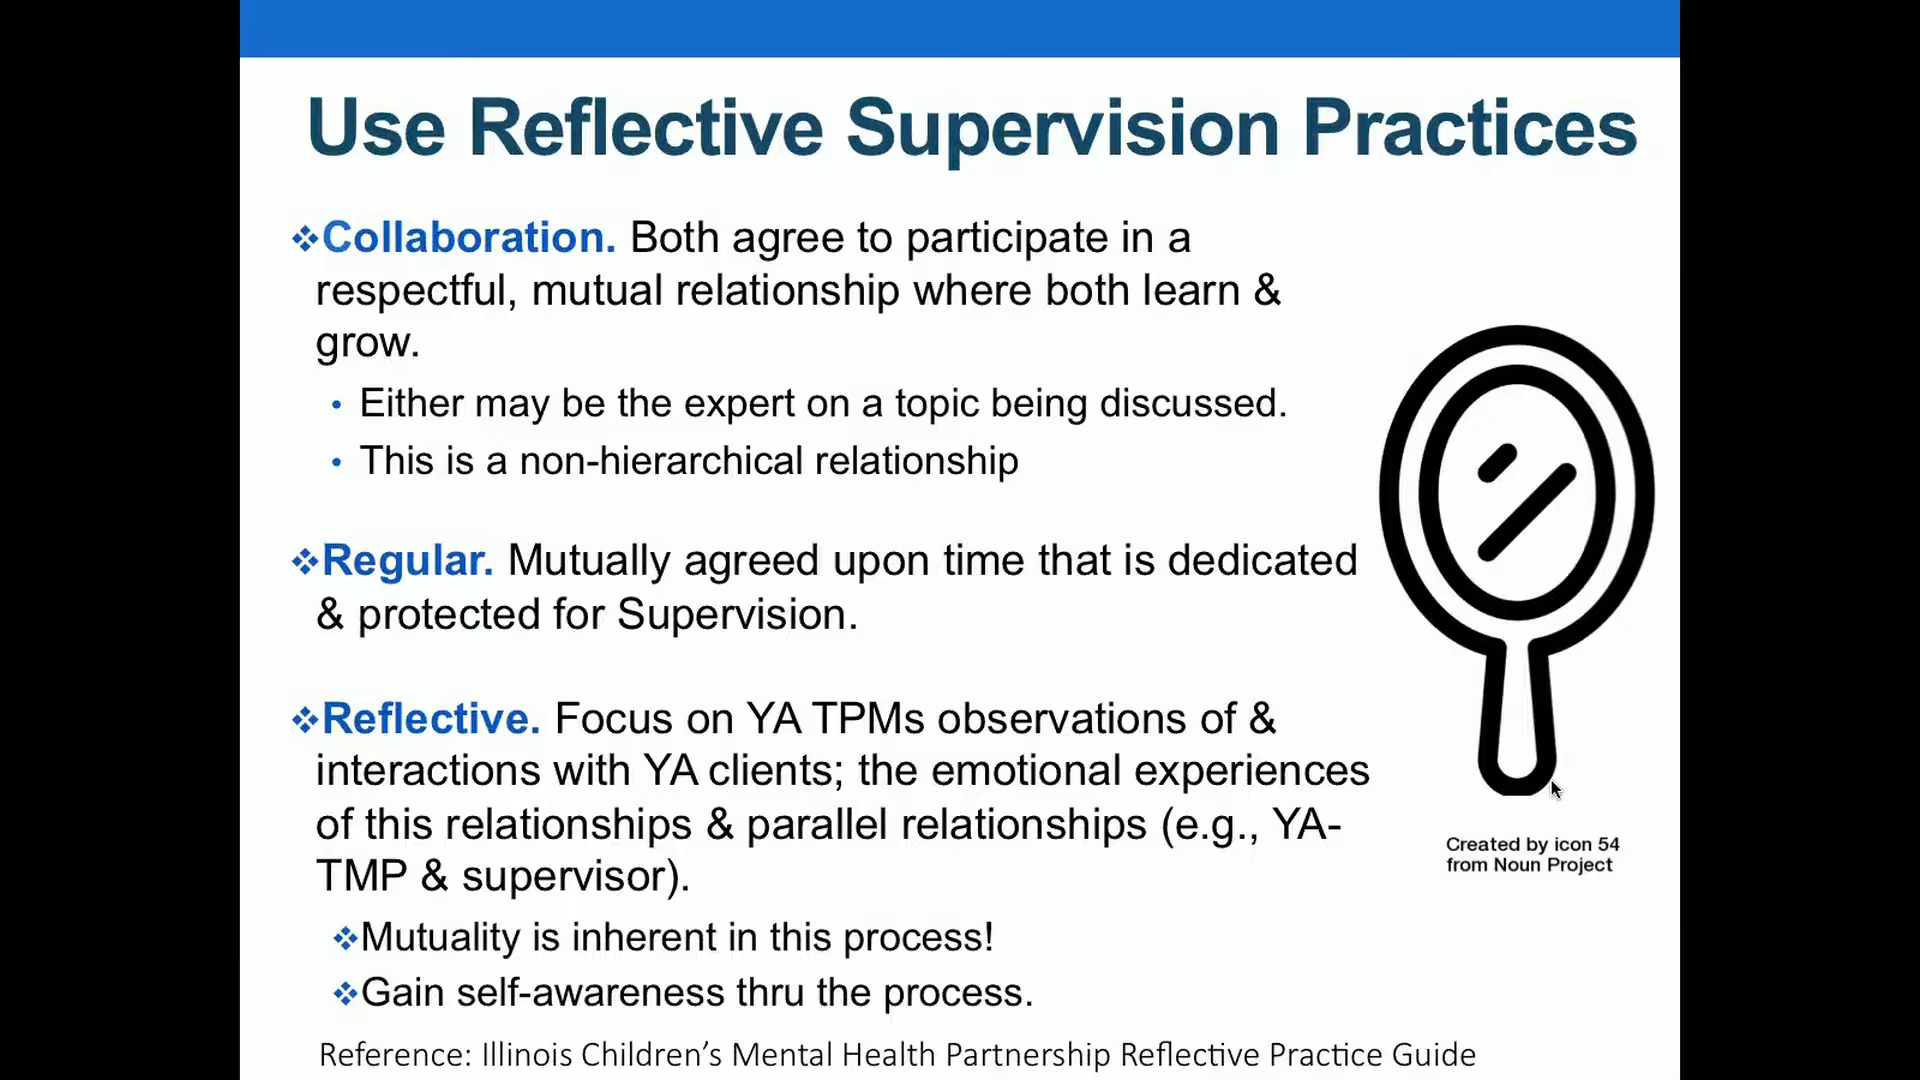 Use Reflective Supervision Practices
❖Collaboration. Both agree to participate in a
respectful, mutual relationship where both learn &
grow.
• Either may be the expert on a topic being discussed.
• This is a non-hierarchical relationship
❖Regular. Mutually agreed upon time that is dedicated
& protected for Supervision.
❖Reflective. Focus on YA TPMs observations of &
interactions with YA clients; the emotional experiences
of this relationships & parallel relationships (e.g., YA-
TMP & supervisor).
❖Mutuality is inherent in this process!
❖Gain self-awareness thru the process.
Created by icon 54
from Noun Project
Reference: Illinois Children’s Mental Health Partnership Reflective Practice Guide